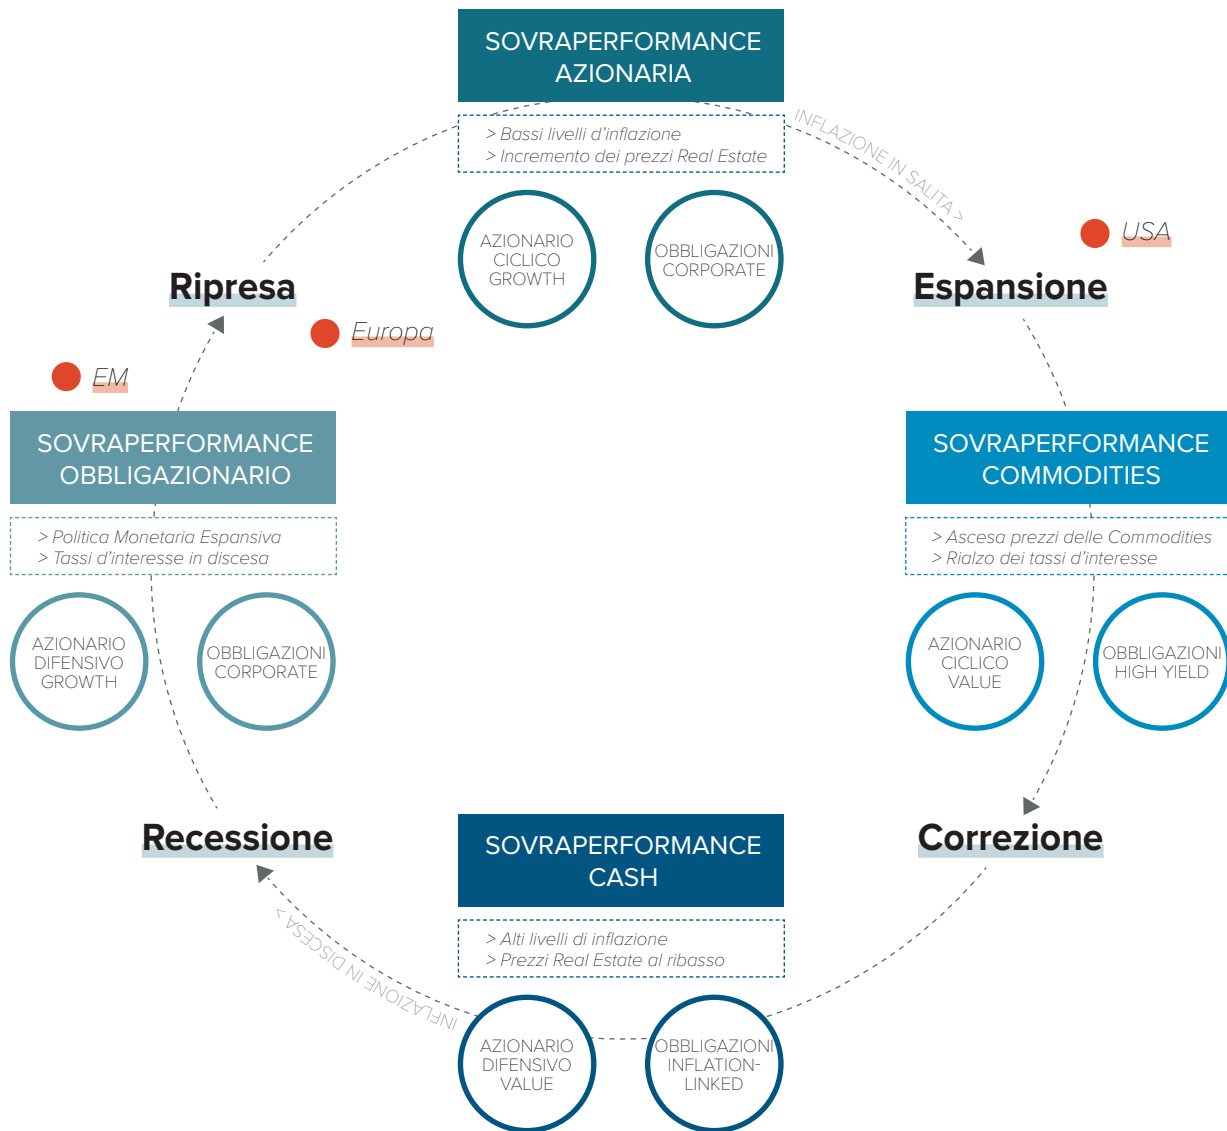 SOVRAPERFORMANCE
AZIONARIA
> Bassi livelli d'inflazione
> Incremento dei prezzi Real Estate
AZIONARIO
CICLICO
GROWTH
OBBLIGAZIONI
CORPORATE
INFLAZIONE IN SALITA >
USA
Espansione
Ripresa
Europa
EM
SOVRAPERFORMANCE
OBBLIGAZIONARIO
> Politica Monetaria Espansiva
> Tassi d'interesse in discesa
AZIONARIO
DIFENSIVO
GROWTH
OBBLIGAZIONI
CORPORATE
SOVRAPERFORMANCE
COMMODITIES
> Ascesa prezzi delle Commodities
> Rialzo dei tassi d'interesse
AZIONARIO
CICLICO
VALUE
OBBLIGAZIONI
HIGH YIELD
Recessione
Correzione
SOVRAPERFORMANCE
CASH
> Alti livelli di inflazione
> Prezzi Real Estate al ribasso
INFLAZIONE IN DISCESA >
AZIONARIO
DIFENSIVO
VALUE
OBBLIGAZIONI
INFLATION-
LINKED